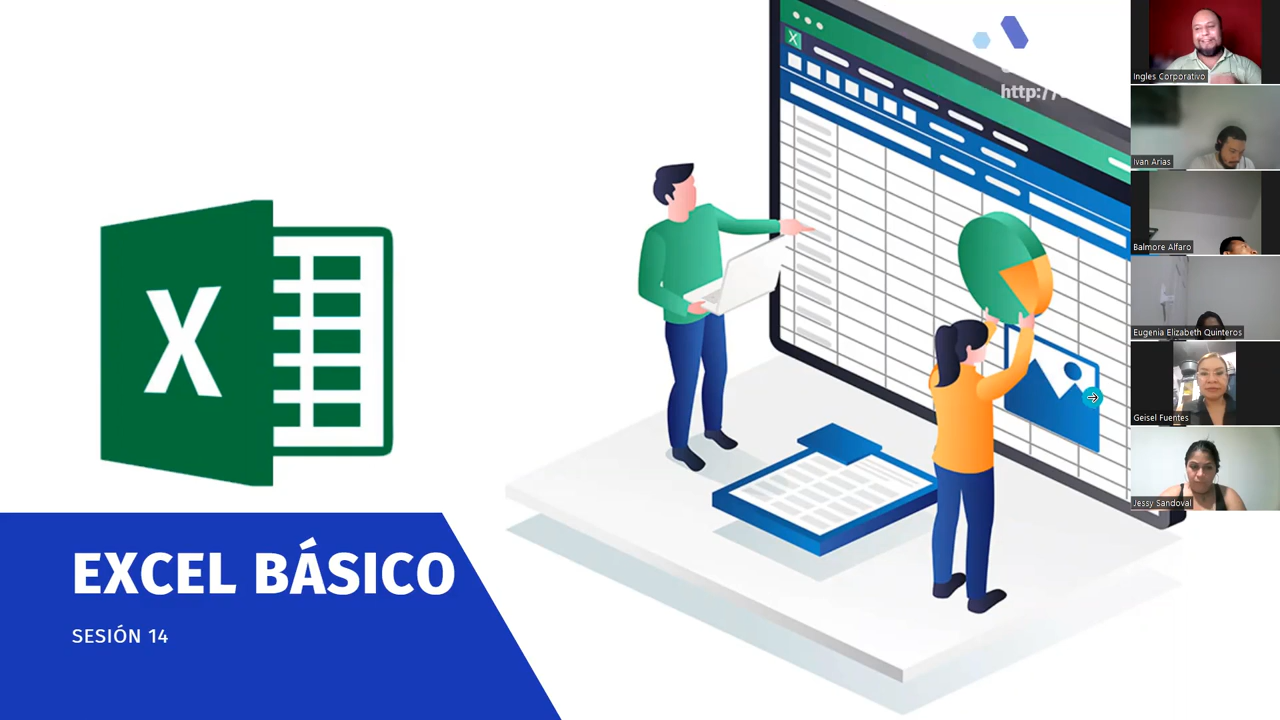 X
EXCEL BÁSICO
SESIÓN 14
X
http://
Ingles Corporativo
Ivan Arias
Balmore Alfaro
Eugenia Elizabeth Quinteros
Geisel Fuentes
Jessy Sandoval